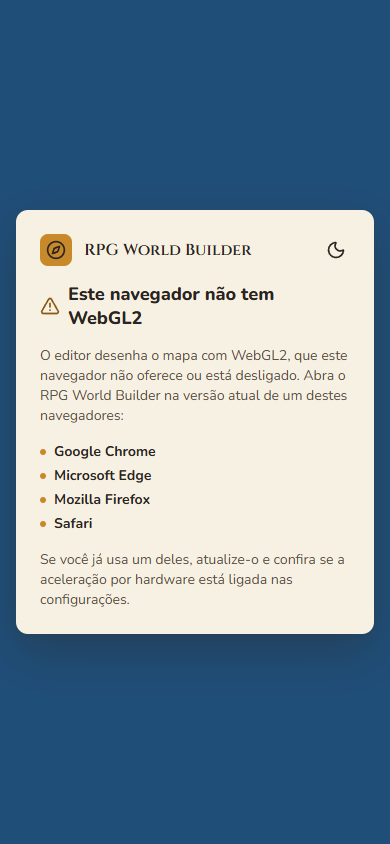 RPG WORLD BUILDER
Este navegador não tem
WebGL2
O editor desenha o mapa com WebGL2, que este
navegador não oferece ou está desligado. Abra o
RPG World Builder na versão atual de um destes
navegadores:
Google Chrome
Microsoft Edge
Mozilla Firefox
Safari
Se você já usa um deles, atualize-o e confira se a
aceleração por hardware está ligada nas
configurações.